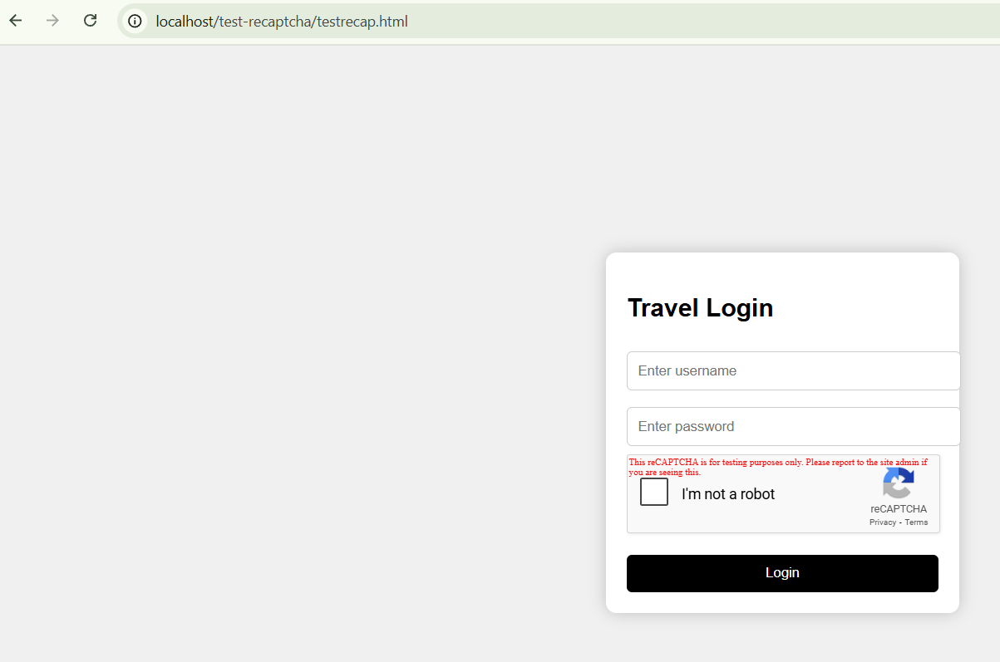 localhost/test-recaptcha/testrecap.html
Travel Login
Enter username
Enter password
This reCAPTCHA is for testing purposes only. Please report to the site admin if
you are seeing this.
I'm not a robot
reCAPTCHA
Privacy - Terms
Login